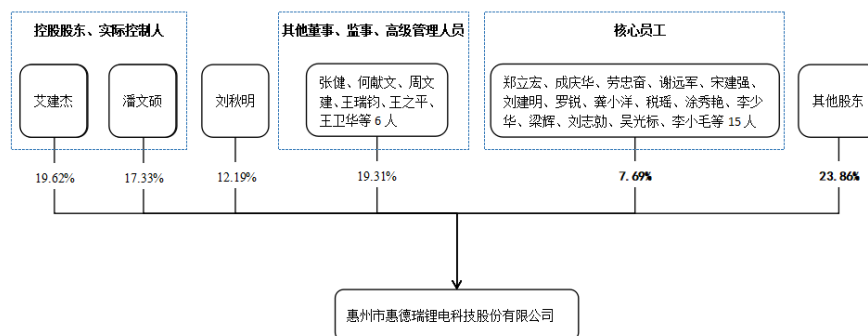 控股股东、实际控制人
其他董事、监事、高级管理人员
核心员工
艾建杰
潘文硕
刘秋明
张健、何献文、周文
建、王瑞钧、王之平、
王卫华等 6 人
郑立宏、成庆华、劳忠奋、谢远军、宋建强、
刘建明、罗锐、龚小洋、税瑶、涂秀艳、李少
华、梁辉、刘志勍、吴光标、李小毛等 15 人
其他股东
19.62%
17.33%
12.19%
19.31%
7.69%
23.86%
惠州市惠德瑞锂电科技股份有限公司